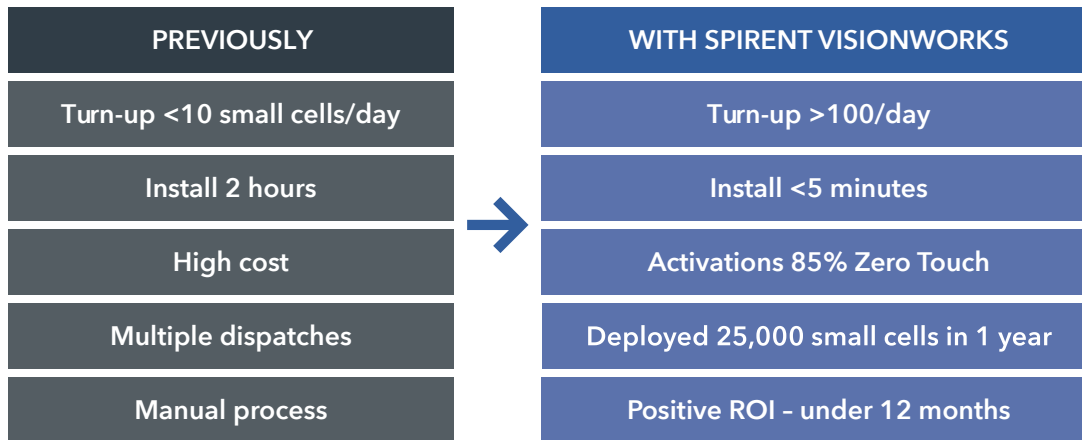 PREVIOUSLY
Turn-up <10 small cells/day
Install 2 hours
High cost
Multiple dispatches
Manual process
WITH SPIRENT VISIONWORKS
Turn-up >100/day
Install <5 minutes
Activations 85% Zero Touch
Deployed 25,000 small cells in 1 year
Positive ROI – under 12 months